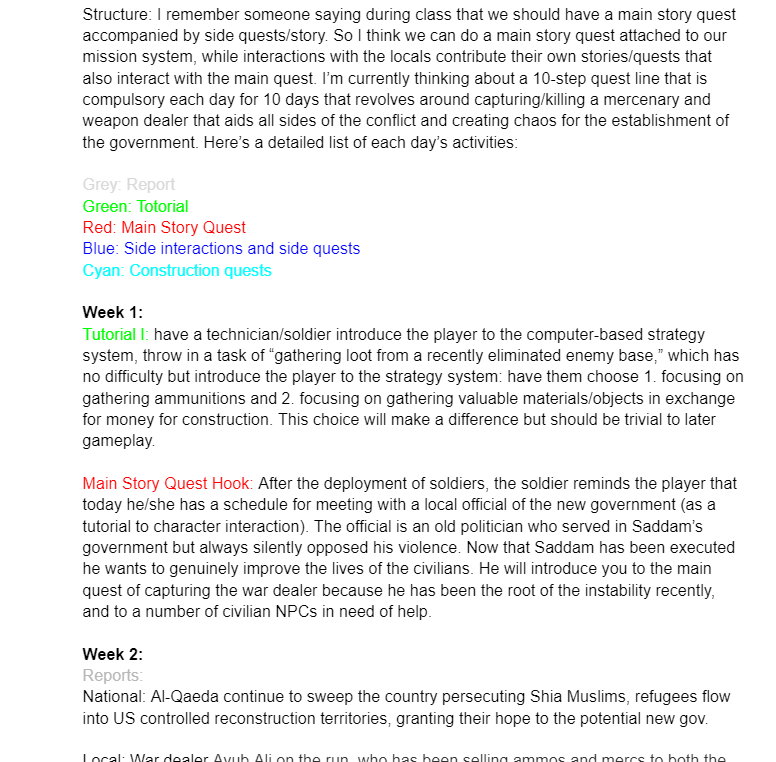 Structure: I remember someone saying during class that we should have a main story quest
accompanied by side quests/story. So I think we can do a main story quest attached to our
mission system, while interactions with the locals contribute their own stories/quests that
also interact with the main quest. I'm currently thinking about a 10-step quest line that is
compulsory each day for 10 days that revolves around capturing/killing a mercenary and
weapon dealer that aids all sides of the conflict and creating chaos for the establishment of
the government. Here's a detailed list of each day's activities:
Grey: Report
Green: Totorial
Red: Main Story Quest
Blue: Side interactions and side quests
Cyan: Construction quests
Week 1:
Tutorial I: have a technician/soldier introduce the player to the computer-based strategy
system, throw in a task of “gathering loot from a recently eliminated enemy base,” which has
no difficulty but introduce the player to the strategy system: have them choose 1. focusing on
gathering ammunitions and 2. focusing on gathering valuable materials/objects in exchange
for money for construction. This choice will make a difference but should be trivial to later
gameplay.
Main Story Quest Hook: After the deployment of soldiers, the soldier reminds the player that
today he/she has a schedule for meeting with a local official of the new government (as a
tutorial to character interaction). The official is an old politician who served in Saddam's
government but always silently opposed his violence. Now that Saddam has been executed
he wants to genuinely improve the lives of the civilians. He will introduce you to the main
quest of capturing the war dealer because he has been the root of the instability recently,
and to a number of civilian NPCs in need of help.
Week 2:
Reports:
National: Al-Qaeda continue to sweep the country persecuting Shia Muslims, refugees flow
into US controlled reconstruction territories, granting their hope to the potential new gov.
Local: War dealer Ayub Ali on the run, who has been selling ammos and mercs to both the